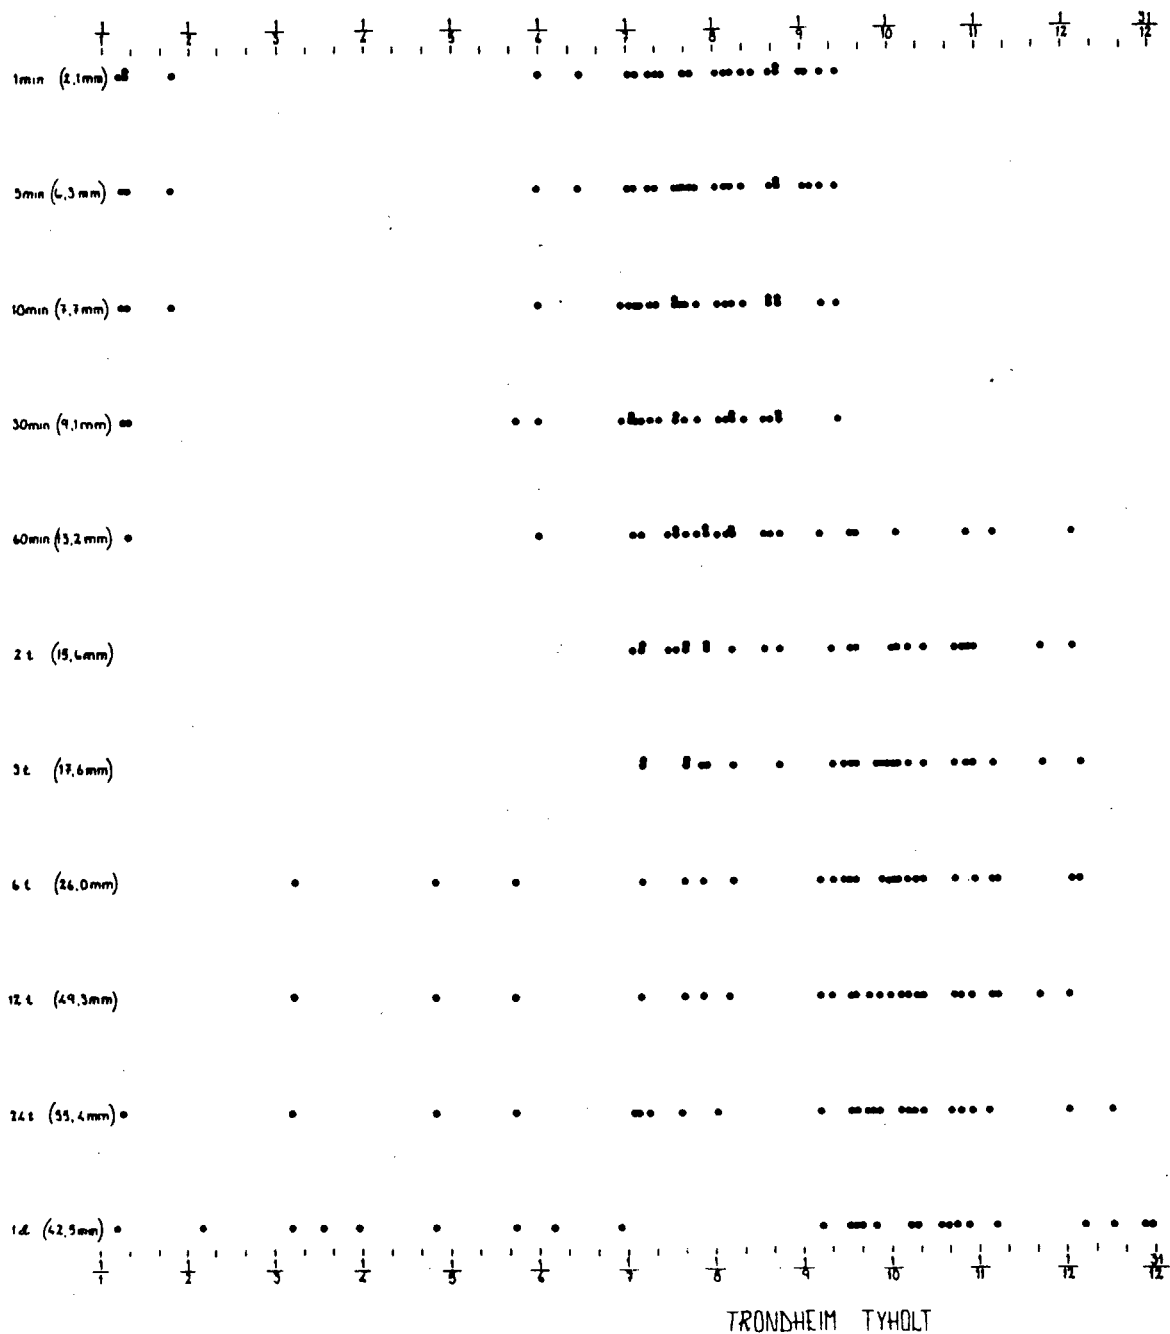 1/1 1/2 1/3 1/4 1/5 1/6 1/7 1/8 1/9 1/10 1/11 1/12 31/12
1min (2,1mm)
5min (6,3mm)
10min (7,7mm)
30min (9,1mm)
60min (13,2mm)
2 t (15,6mm)
3 t (17,6mm)
6 t (26,0mm)
12 t (49,3mm)
24 t (55,4mm)
1d (42,5mm)
1/1 1/2 1/3 1/4 1/5 1/6 1/7 1/8 1/9 1/10 1/11 1/12 31/12
TRONDHEIM TYHOLT